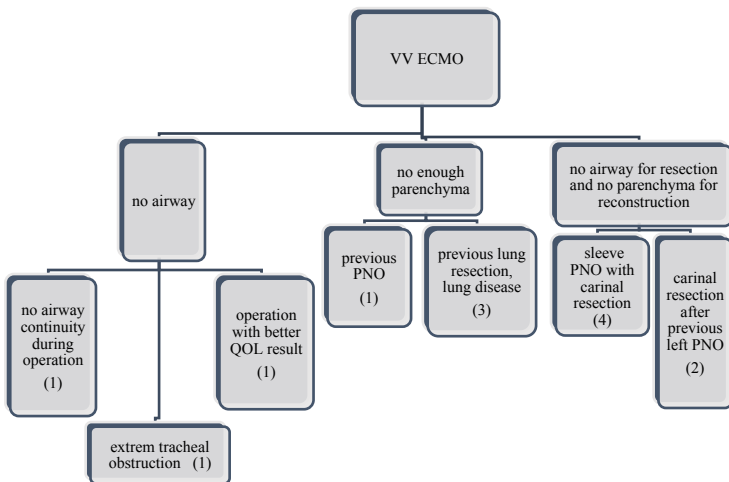 VV ECMO
no airway
no enough
parenchyma
no airway for resection
and no parenchyma for
reconstruction
no airway
continuity
during
operation
(1)
extrem tracheal
obstruction (1)
operation
with better
QOL result
(1)
previous
PNO
(1)
previous lung
resection,
lung disease
(3)
sleeve
PNO with
carinal
resection
(4)
carinal
resection
after
previous
left PNO
(2)